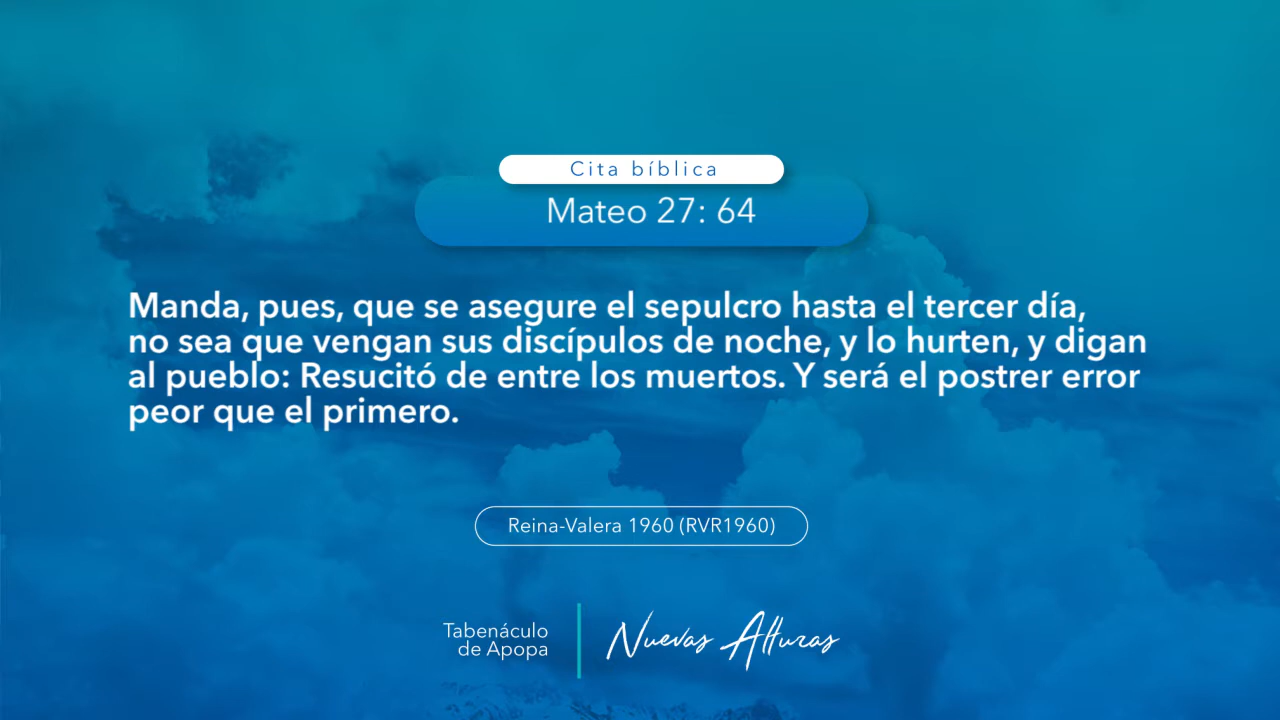 Cita bíblica
Mateo 27: 64
Manda, pues, que se asegure el sepulcro hasta el tercer día,
no sea que vengan sus discípulos de noche, y lo hurten, y digan
al pueblo: Resucitó de entre los muertos. Y será el postrer error
peor que el primero.
Reina-Valera 1960 (RVR1960)
Tabenáculo
de Apopa
Nuevas Alturas